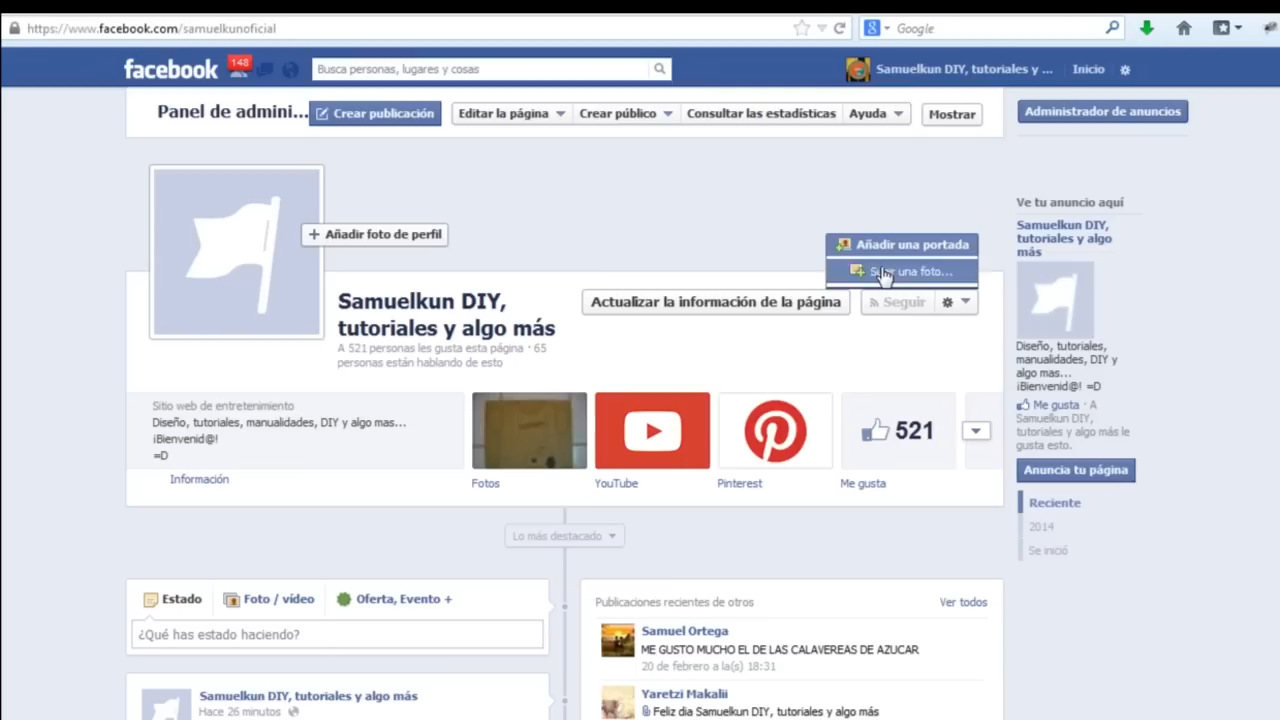 https://www.facebook.com/samuelkunoficial
Google
facebook
148
Busca personas, lugares y cosas
Samuelkun DIY, tutoriales y ...
Inicio
Panel de admini...
Crear publicación
Editar la página
Crear público
Consultar las estadísticas
Ayuda
Mostrar
Administrador de anuncios
+ Añadir foto de perfil
Añadir una portada
una foto...
Samuelkun DIY,
tutoriales y algo más
A 521 personas les gusta esta página · 65
personas están hablando de esto
Actualizar la información de la página
Seguir
Sitio web de entretenimiento
Diseño, tutoriales, manualidades, DIY y algo mas...
¡Bienvenid@!
=D
Información
Fotos
YouTube
Pinterest
521
Me gusta
Ve tu anuncio aquí
Samuelkun DIY,
tutoriales y algo
más
Diseño, tutoriales,
manualidades, DIY y
algo mas...
¡Bienvenid@! =D
Me gusta · A
Samuelkun DIY,
tutoriales y algo más le
gusta esto.
Anuncia tu página
Reciente
2014
Se inició
Lo más destacado
Estado
Foto / vídeo
Oferta, Evento +
¿Qué has estado haciendo?
Samuelkun DIY, tutoriales y algo más
Hace 26 minutos
Publicaciones recientes de otros
Ver todos
Samuel Ortega
ME GUSTO MUCHO EL DE LAS CALAVEREAS DE AZUCAR
20 de febrero a la(s) 18:31
Yaretzi Makalii
Feliz dia Samuelkun DIY, tutoriales y algo más